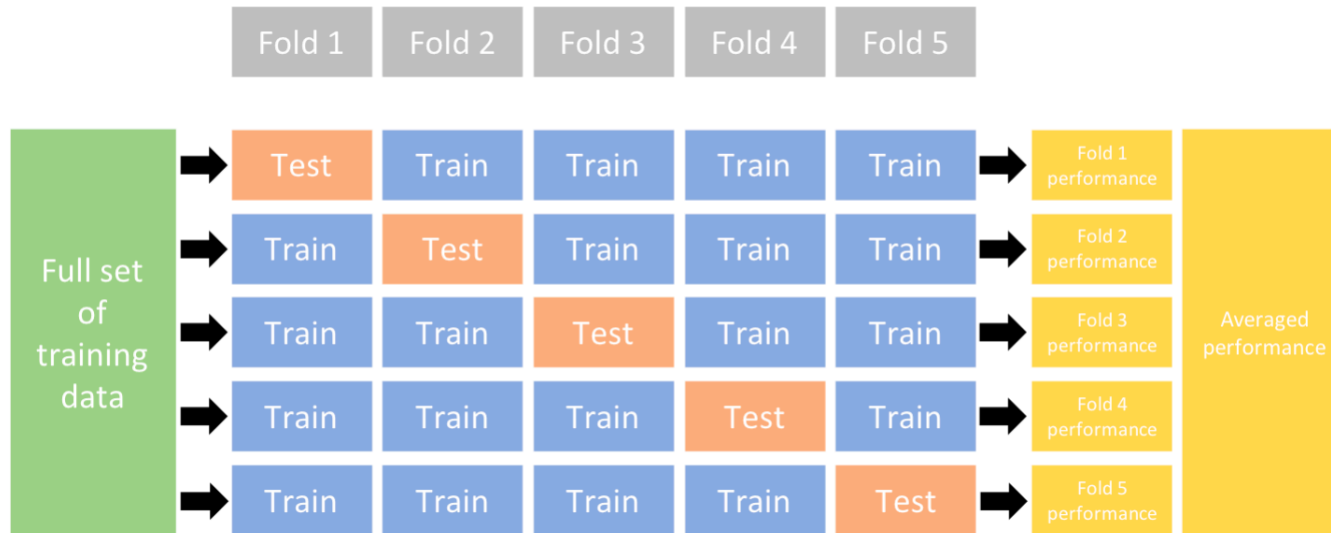 Fold 1 Fold 2 Fold 3 Fold 4 Fold 5
Full set
of
training
data
Test Train Train Train Train
Fold 1
performance
Train Test Train Train Train
Fold 2
performance
Train Train Test Train Train
Fold 3
performance
Train Train Train Test Train
Fold 4
performance
Train Train Train Train Test
Fold 5
performance
Averaged
performance